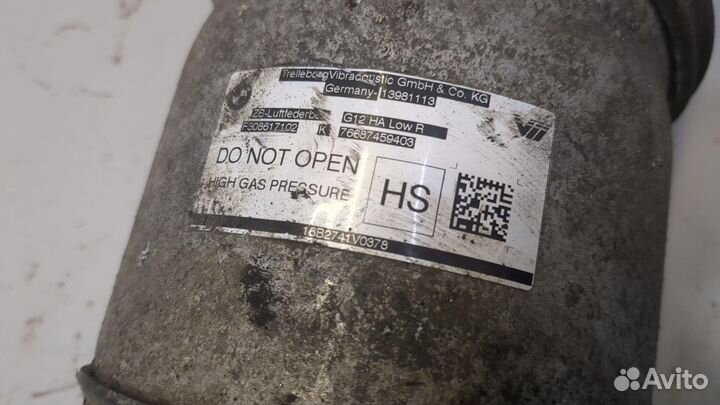 TrelleborgVibracoustic GmbH & Co. KG
Germany-13981113
ZB-Luftfederbe G12 HA Low R
F308617102 K 76687459403
DO NOT OPEN
HIGH GAS PRESSURE
HS
16B2741V0378
Avito